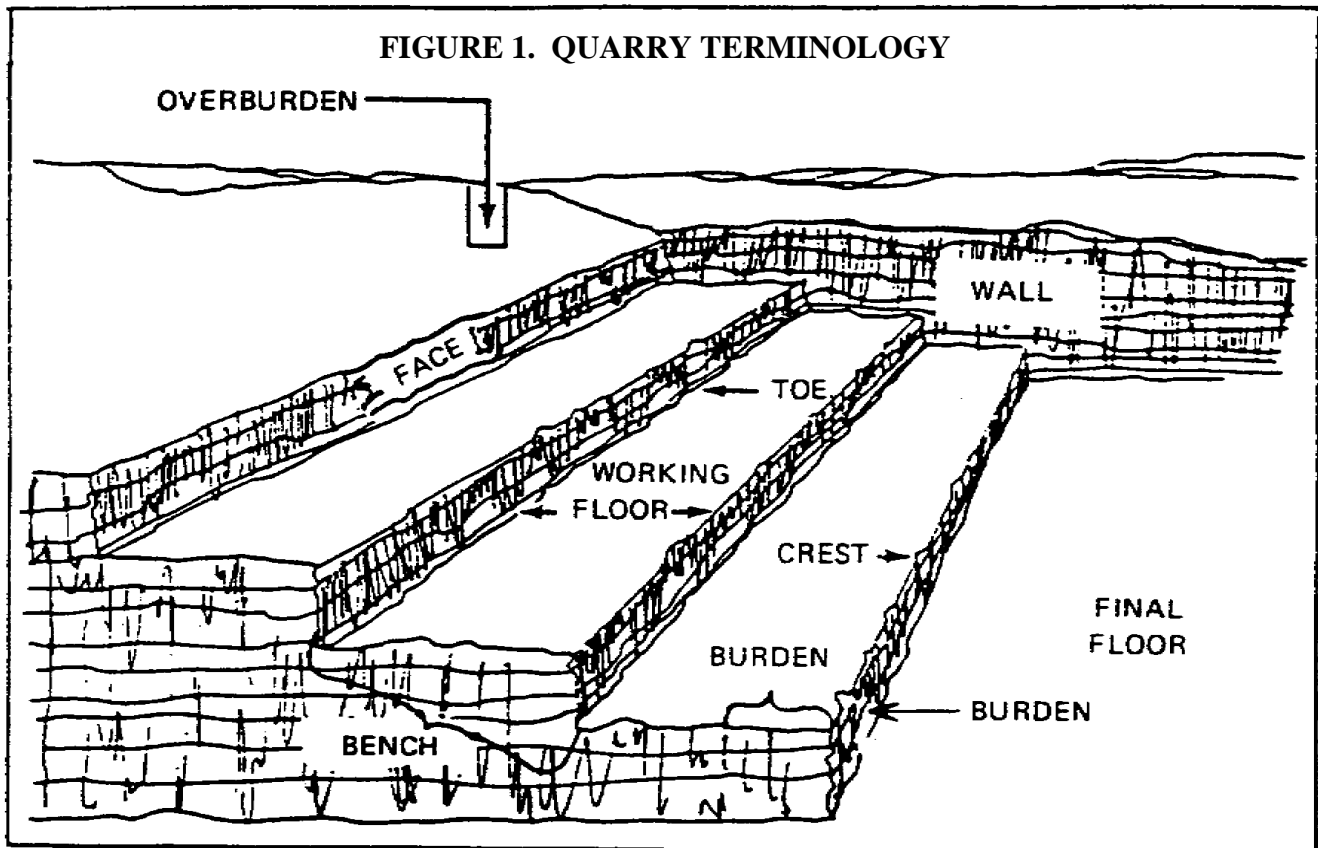 FIGURE 1. QUARRY TERMINOLOGY
OVERBURDEN
WALL
FACE
TOE
WORKING
FLOOR
CREST
FINAL
FLOOR
BURDEN
BURDEN
BENCH